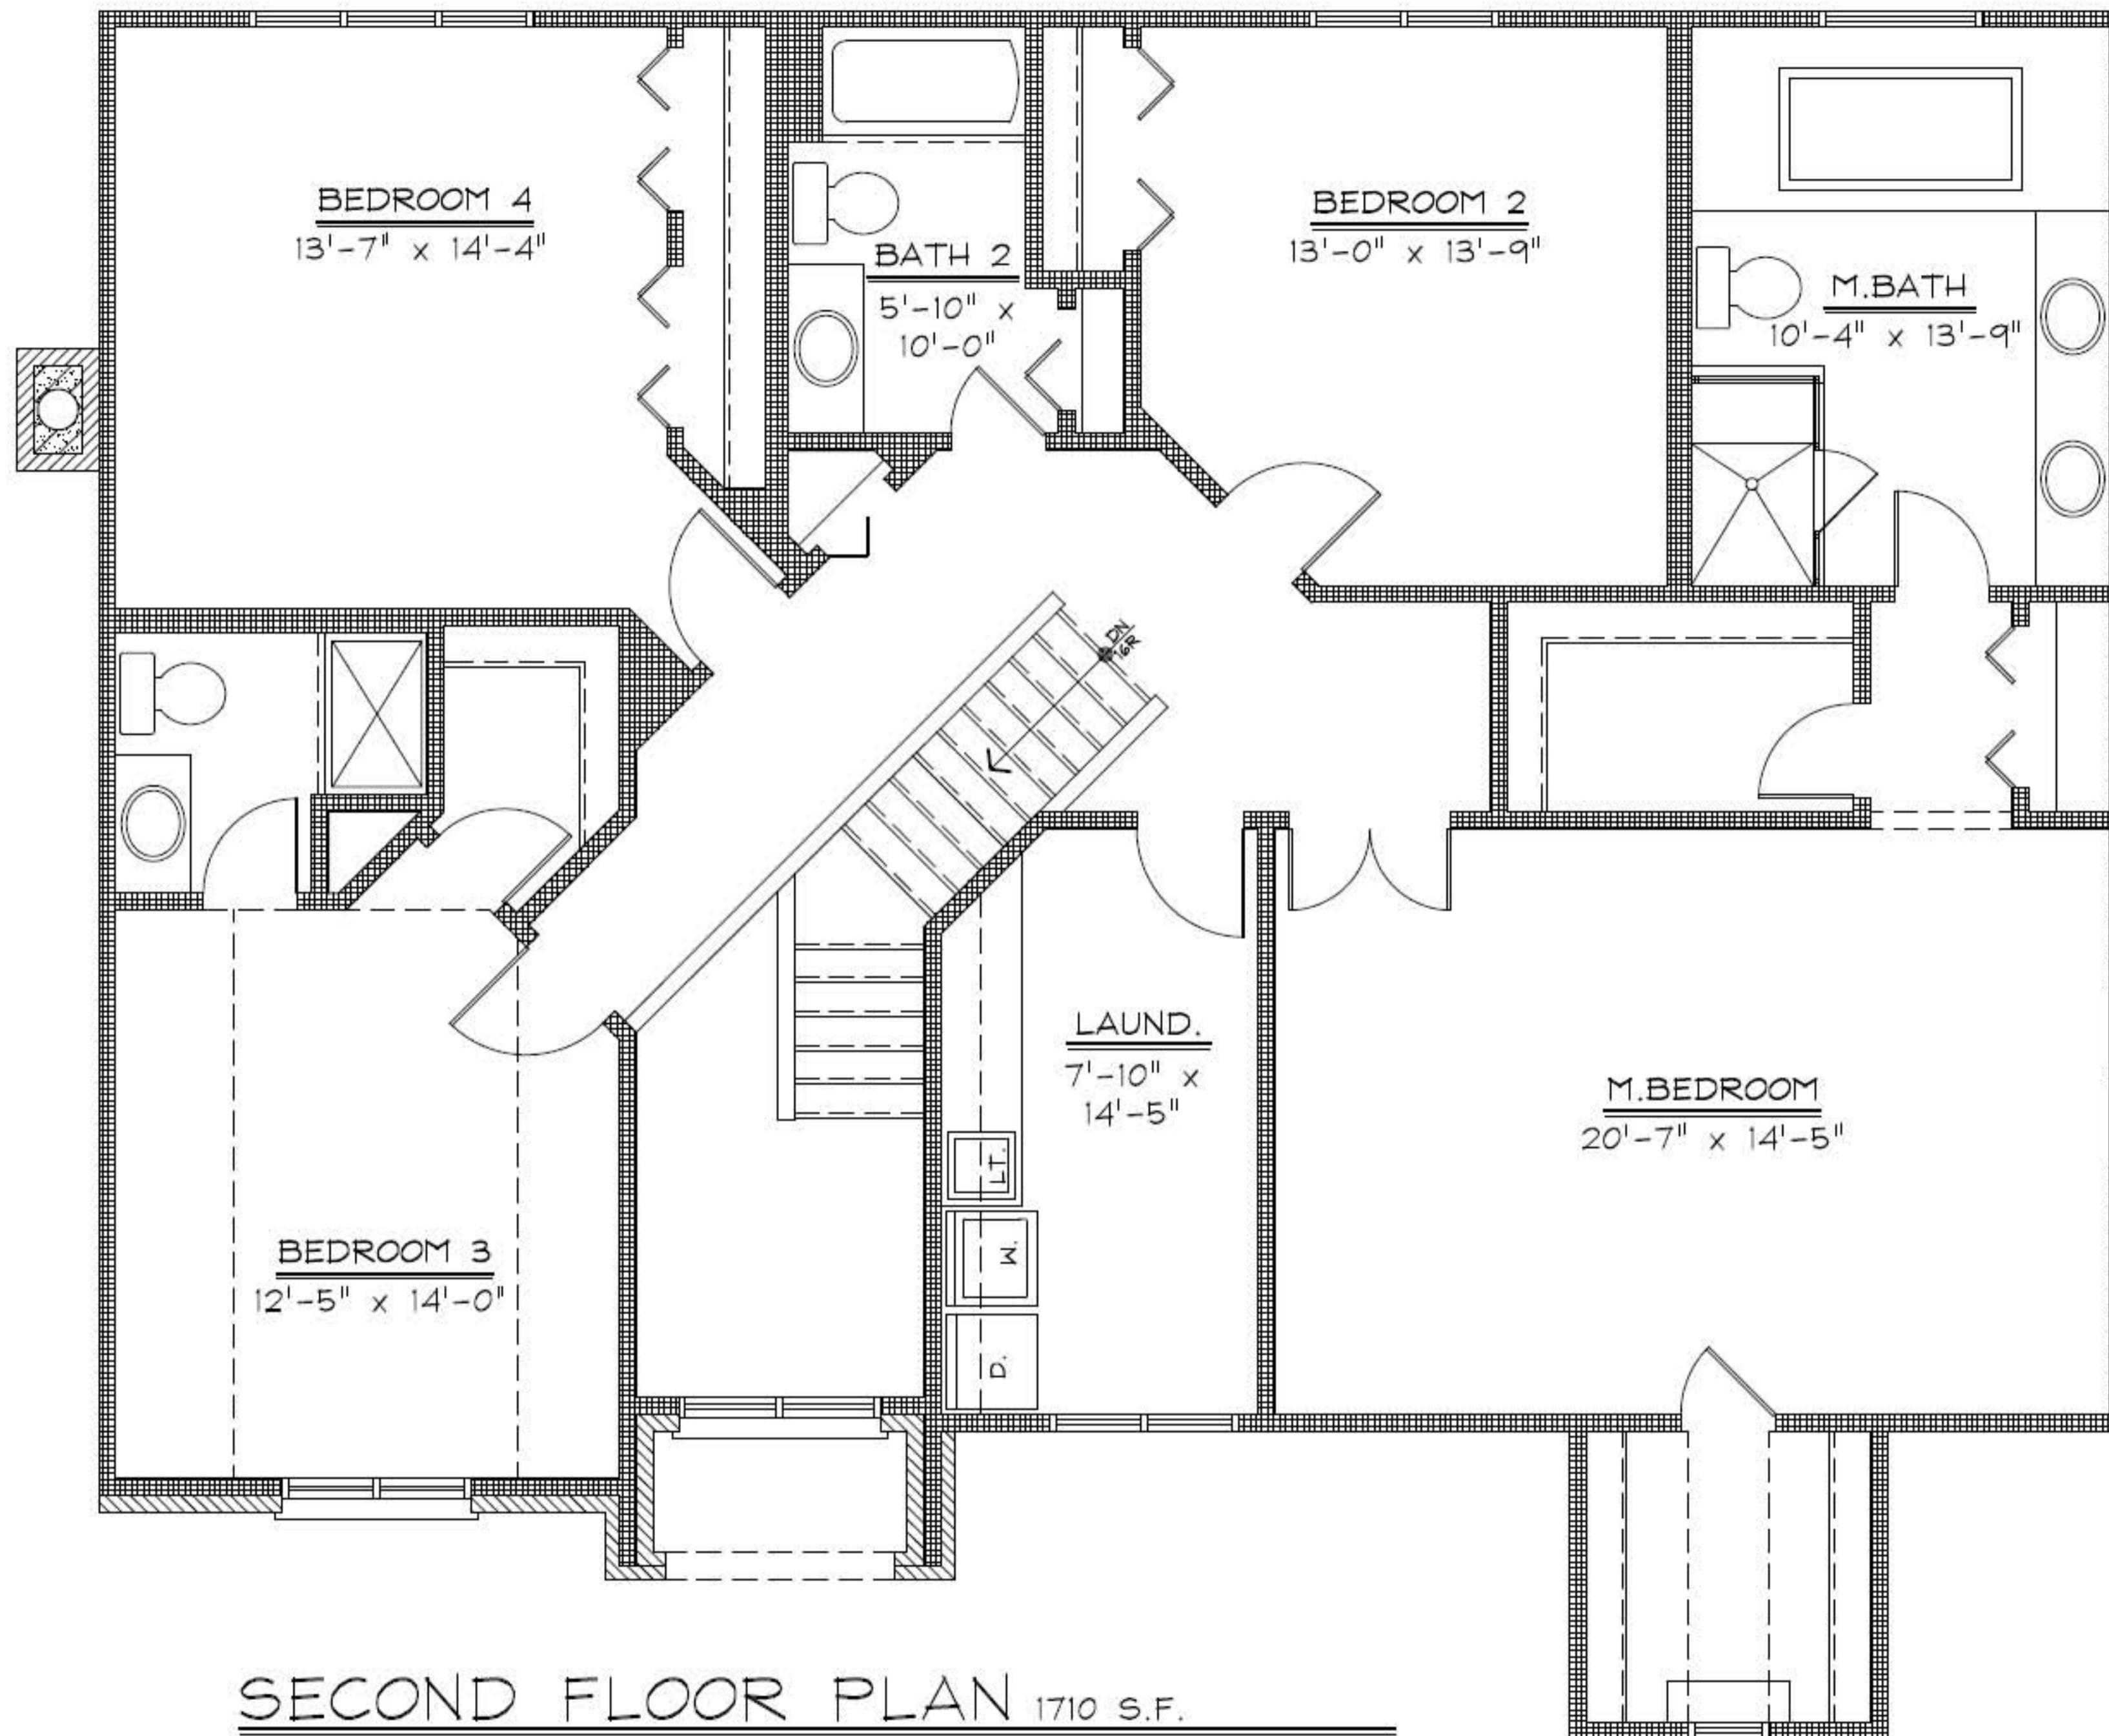 BEDROOM 4
13'-7" x 14'-4"
BATH 2
5'-10" x
10'-0"
BEDROOM 2
13'-0" x 13'-9"
M.BATH
10'-4" x 13'-9"
DN
16R
LAUND.
7'-10" x
14'-5"
LT.
W.
D.
M.BEDROOM
20'-7" x 14'-5"
BEDROOM 3
12'-5" x 14'-0"
SECOND FLOOR PLAN 1710 S.F.